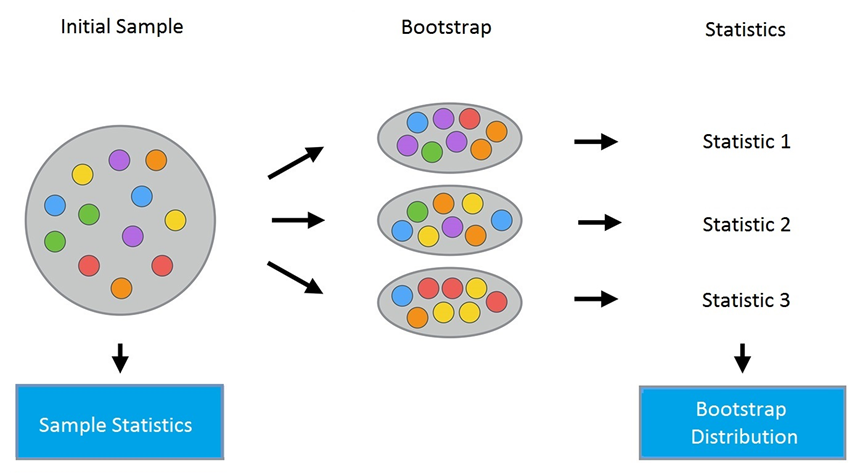 Initial Sample
Bootstrap
Statistics
Statistic 1
Statistic 2
Statistic 3
Sample Statistics
Bootstrap
Distribution